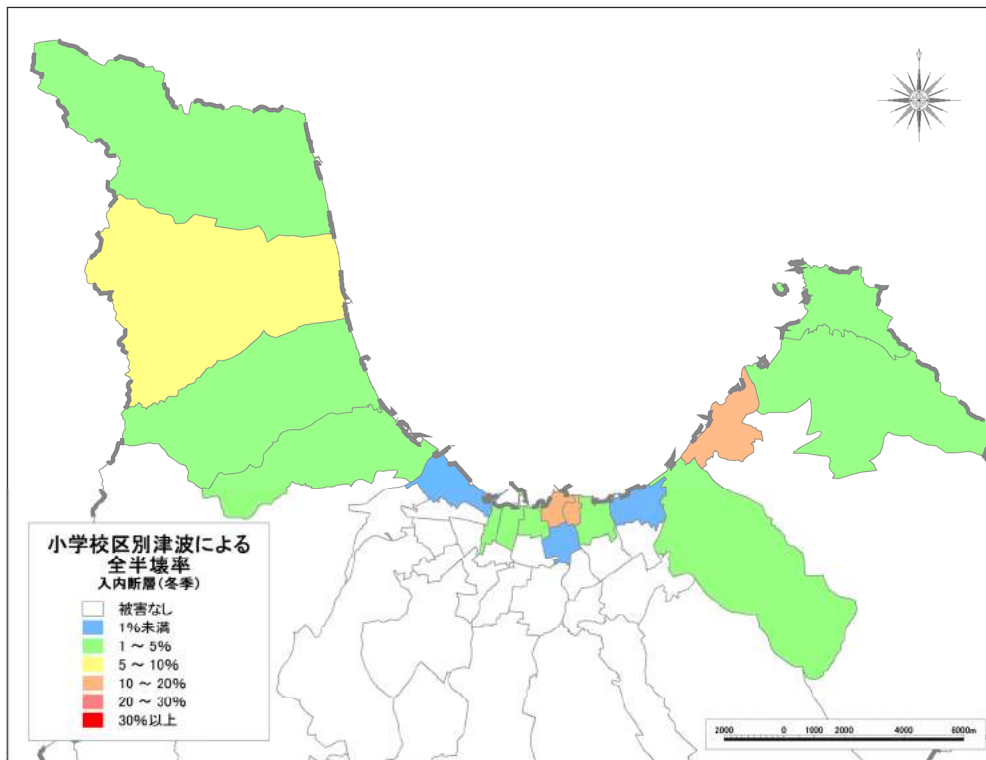 小学校区別津波による
全半壊率
入内断層(冬季)
被害なし
1%未満
1 ~ 5%
5 ~ 10%
10 ~ 20%
20 ~ 30%
30%以上
2000 0 1000 2000 4000 6000m